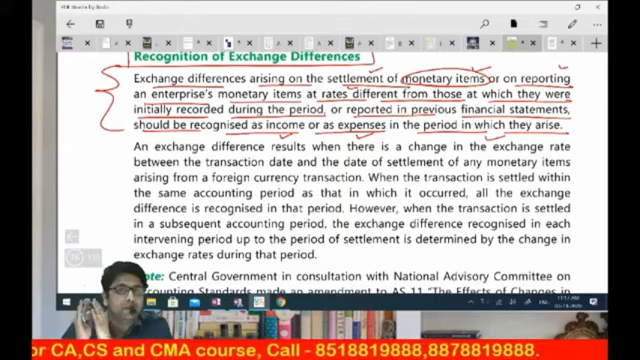 Recognition of Exchange Differences
Exchange differences arising on the settlement of monetary items or on reporting
an enterprise's monetary items at rates different from those at which they were
initially recorded during the period, or reported in previous financial statements,
should be recognised as income or as expenses in the period in which they arise.
An exchange difference results when there is a change in the exchange rate
between the transaction date and the date of settlement of any monetary items
arising from a foreign currency transaction. When the transaction is settled within
the same accounting period as that in which it occurred, all the exchange
difference is recognised in that period. However, when the transaction is settled
in a subsequent accounting period, the exchange difference recognised in each
intervening period up to the period of settlement is determined by the change in
exchange rates during that period.
Note: Central Government in consultation with National Advisory Committee on
Accounting Standards made an amendment to AS 11 "The Effects of Changes in
ENG
or CA,CS and CMA course, Call - 8518819888, 8878819888.